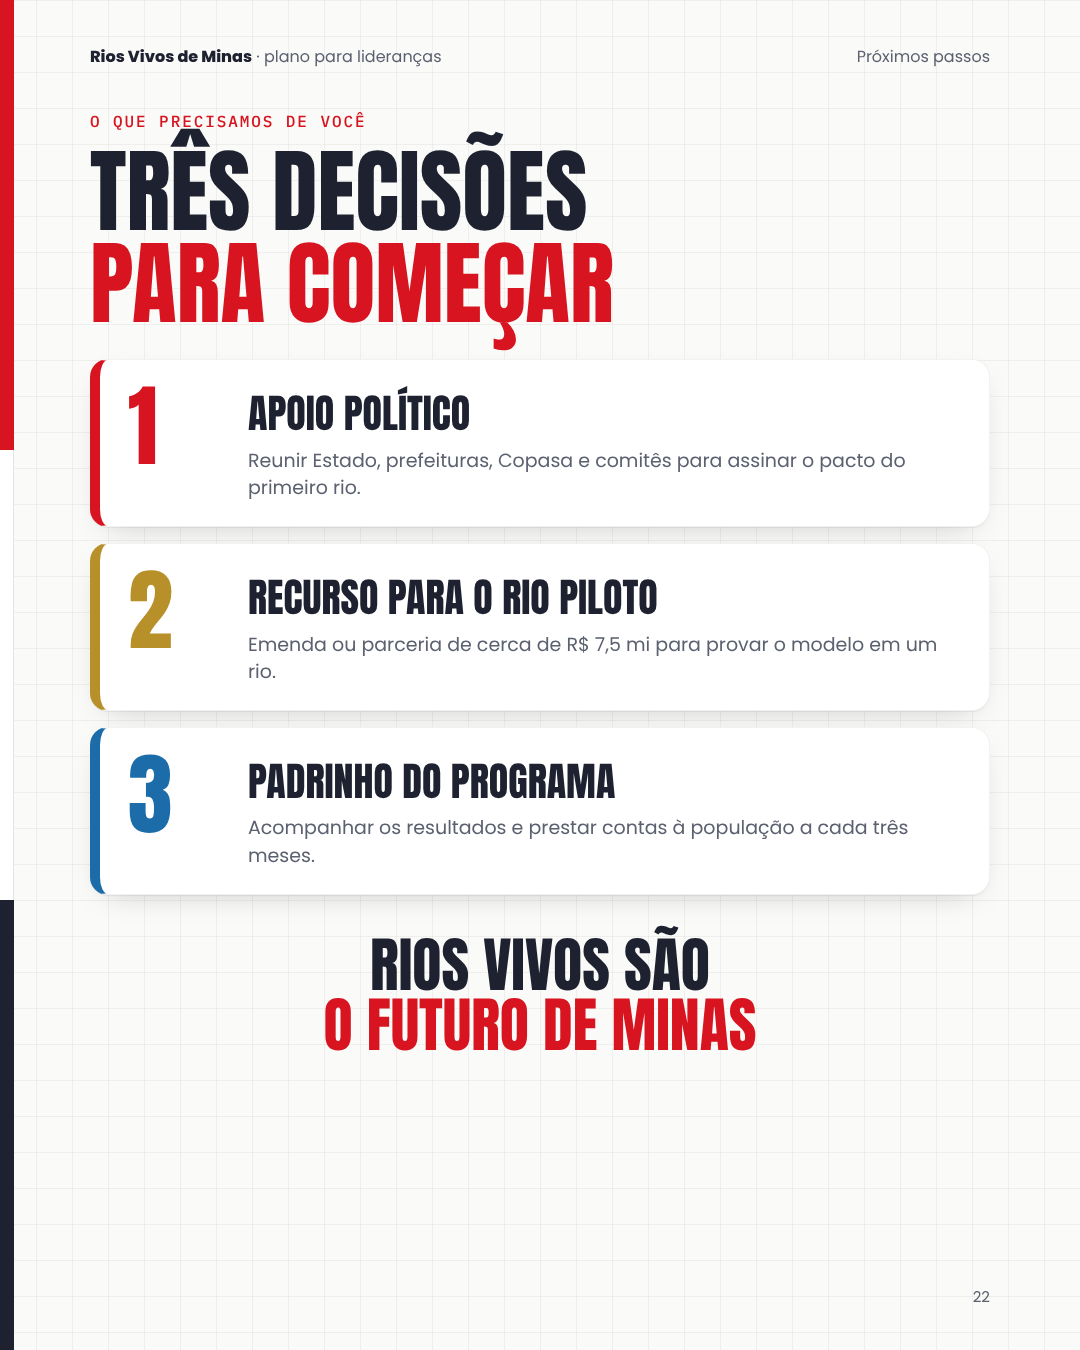 Rios Vivos de Minas · plano para lideranças
Próximos passos
O QUE PRECISAMOS DE VOCÊ
TRÊS DECISÕES
PARA COMEÇAR
1
APOIO POLÍTICO
Reunir Estado, prefeituras, Copasa e comitês para assinar o pacto do
primeiro rio.
2
RECURSO PARA O RIO PILOTO
Emenda ou parceria de cerca de R$ 7,5 mi para provar o modelo em um
rio.
3
PADRINHO DO PROGRAMA
Acompanhar os resultados e prestar contas à população a cada três
meses.
RIOS VIVOS SÃO
O FUTURO DE MINAS
22